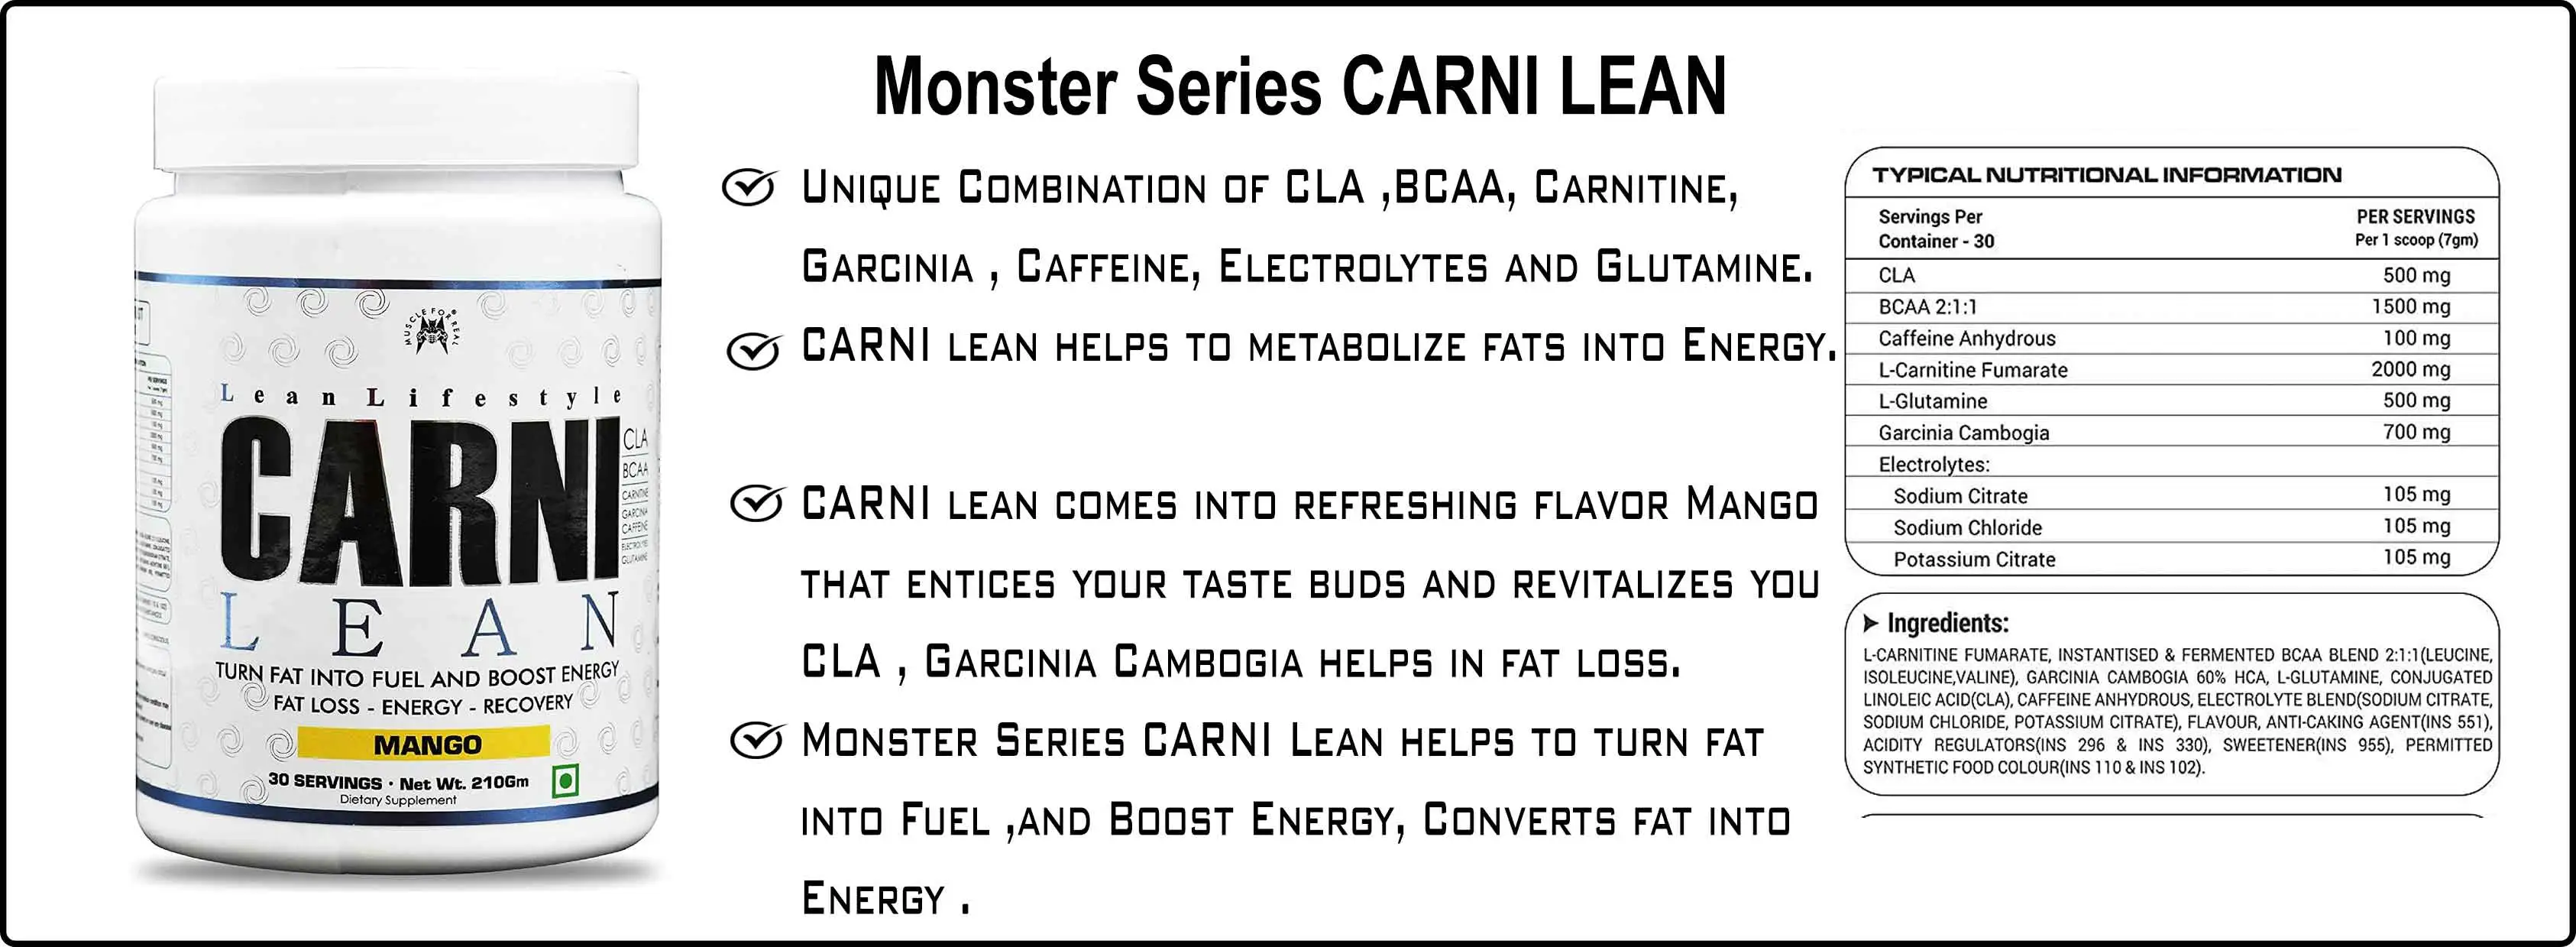 Monster Series CARNI LEAN
MUSCLE FOR REAL®
Lean Lifestyle
CARNI
LEAN
CLA
BCAA
CARNITINE
GARCINIA
CAFFEINE
ELECTROLYTES
GLUTAMINE
TURN FAT INTO FUEL AND BOOST ENERGY
FAT LOSS - ENERGY - RECOVERY
MANGO
30 SERVINGS · Net Wt. 210Gm
Dietary Supplement
Unique Combination of CLA ,BCAA, Carnitine,
Garcinia , Caffeine, Electrolytes and Glutamine.
CARNI lean helps to metabolize fats into Energy.
CARNI lean comes into refreshing flavor Mango
that entices your taste buds and revitalizes you
CLA , Garcinia Cambogia helps in fat loss.
Monster Series CARNI Lean helps to turn fat
into Fuel ,and Boost Energy, Converts fat into
Energy .
TYPICAL NUTRITIONAL INFORMATION
Servings Per PER SERVINGS
Container - 30 Per 1 scoop (7gm)
CLA 500 mg
BCAA 2:1:1 1500 mg
Caffeine Anhydrous 100 mg
L-Carnitine Fumarate 2000 mg
L-Glutamine 500 mg
Garcinia Cambogia 700 mg
Electrolytes:
Sodium Citrate 105 mg
Sodium Chloride 105 mg
Potassium Citrate 105 mg
➤ Ingredients:
L-CARNITINE FUMARATE, INSTANTISED & FERMENTED BCAA BLEND 2:1:1(LEUCINE,
ISOLEUCINE,VALINE), GARCINIA CAMBOGIA 60% HCA, L-GLUTAMINE, CONJUGATED
LINOLEIC ACID(CLA), CAFFEINE ANHYDROUS, ELECTROLYTE BLEND(SODIUM CITRATE,
SODIUM CHLORIDE, POTASSIUM CITRATE), FLAVOUR, ANTI-CAKING AGENT(INS 551),
ACIDITY REGULATORS(INS 296 & INS 330), SWEETENER(INS 955), PERMITTED
SYNTHETIC FOOD COLOUR(INS 110 & INS 102).